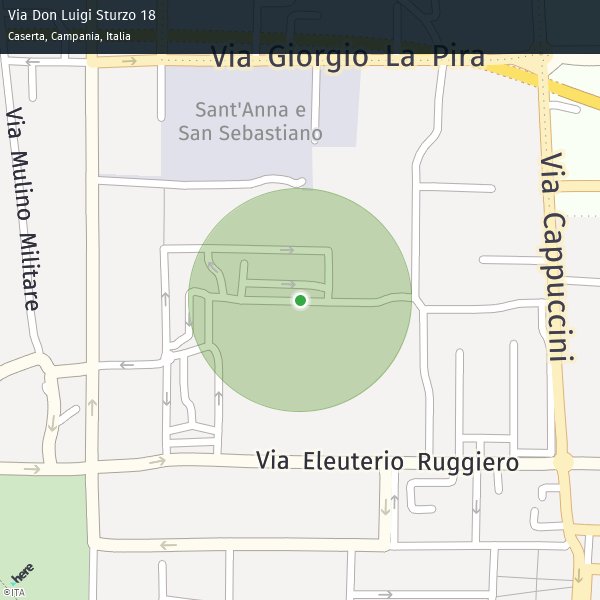 Via Don Luigi Sturzo 18
Caserta, Campania, Italia
Via Giorgio La Pira
Sant'Anna e
San Sebastiano
Via Mulino Militare
Via Cappuccini
Via Eleuterio Ruggiero
here
©ITA